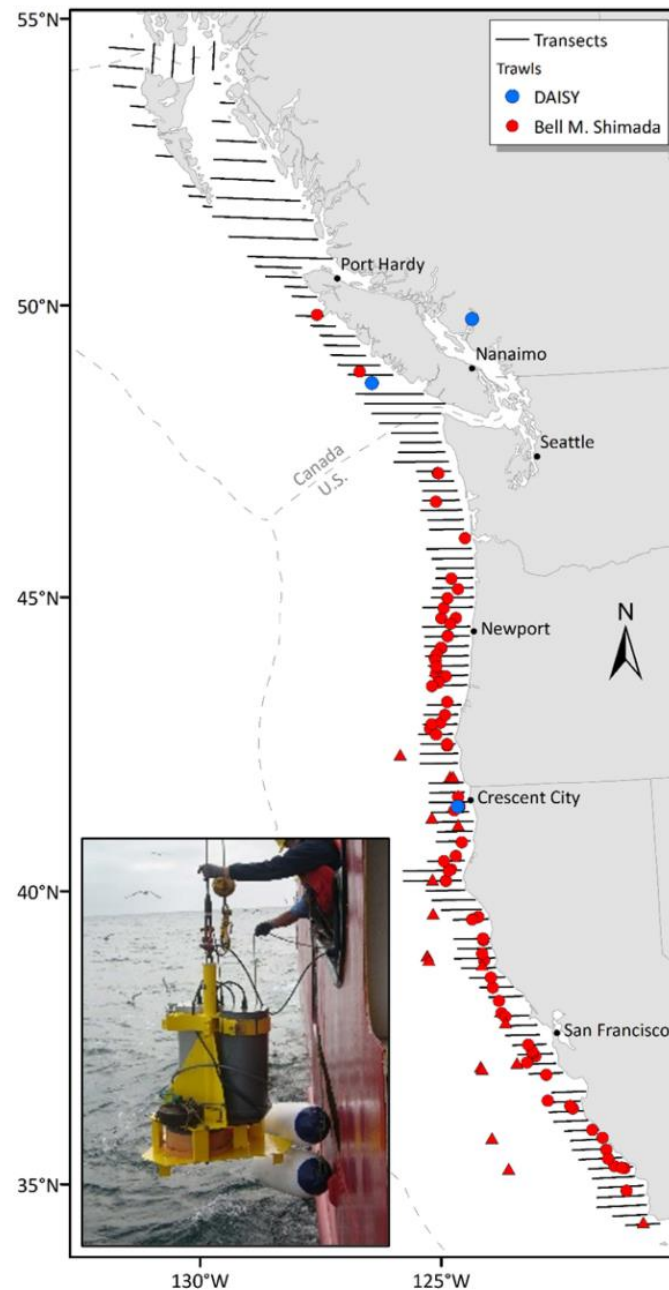 55°N
Transects
Trawls
DAISY
Bell M. Shimada
Port Hardy
50°N
Nanaimo
Seattle
Canada
U.S.
45°N
Newport
N
Crescent City
40°N
San Francisco
35°N
130°W
125°W